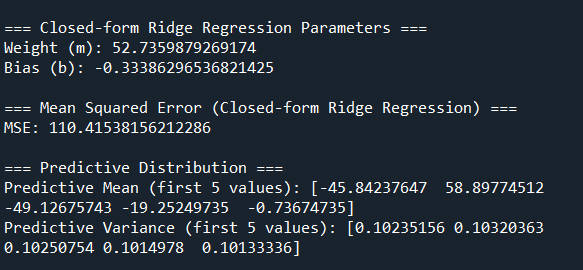 === Closed-form Ridge Regression Parameters ===
Weight (m): 52.7359879269174
Bias (b): -0.33386296536821425
=== Mean Squared Error (Closed-form Ridge Regression) ===
MSE: 110.41538156212286
=== Predictive Distribution ===
Predictive Mean (first 5 values): [-45.84237647  58.89774512
-49.12675743 -19.25249735  -0.73674735]
Predictive Variance (first 5 values): [0.10235156 0.10320363
0.10250754 0.1014978  0.10133336]